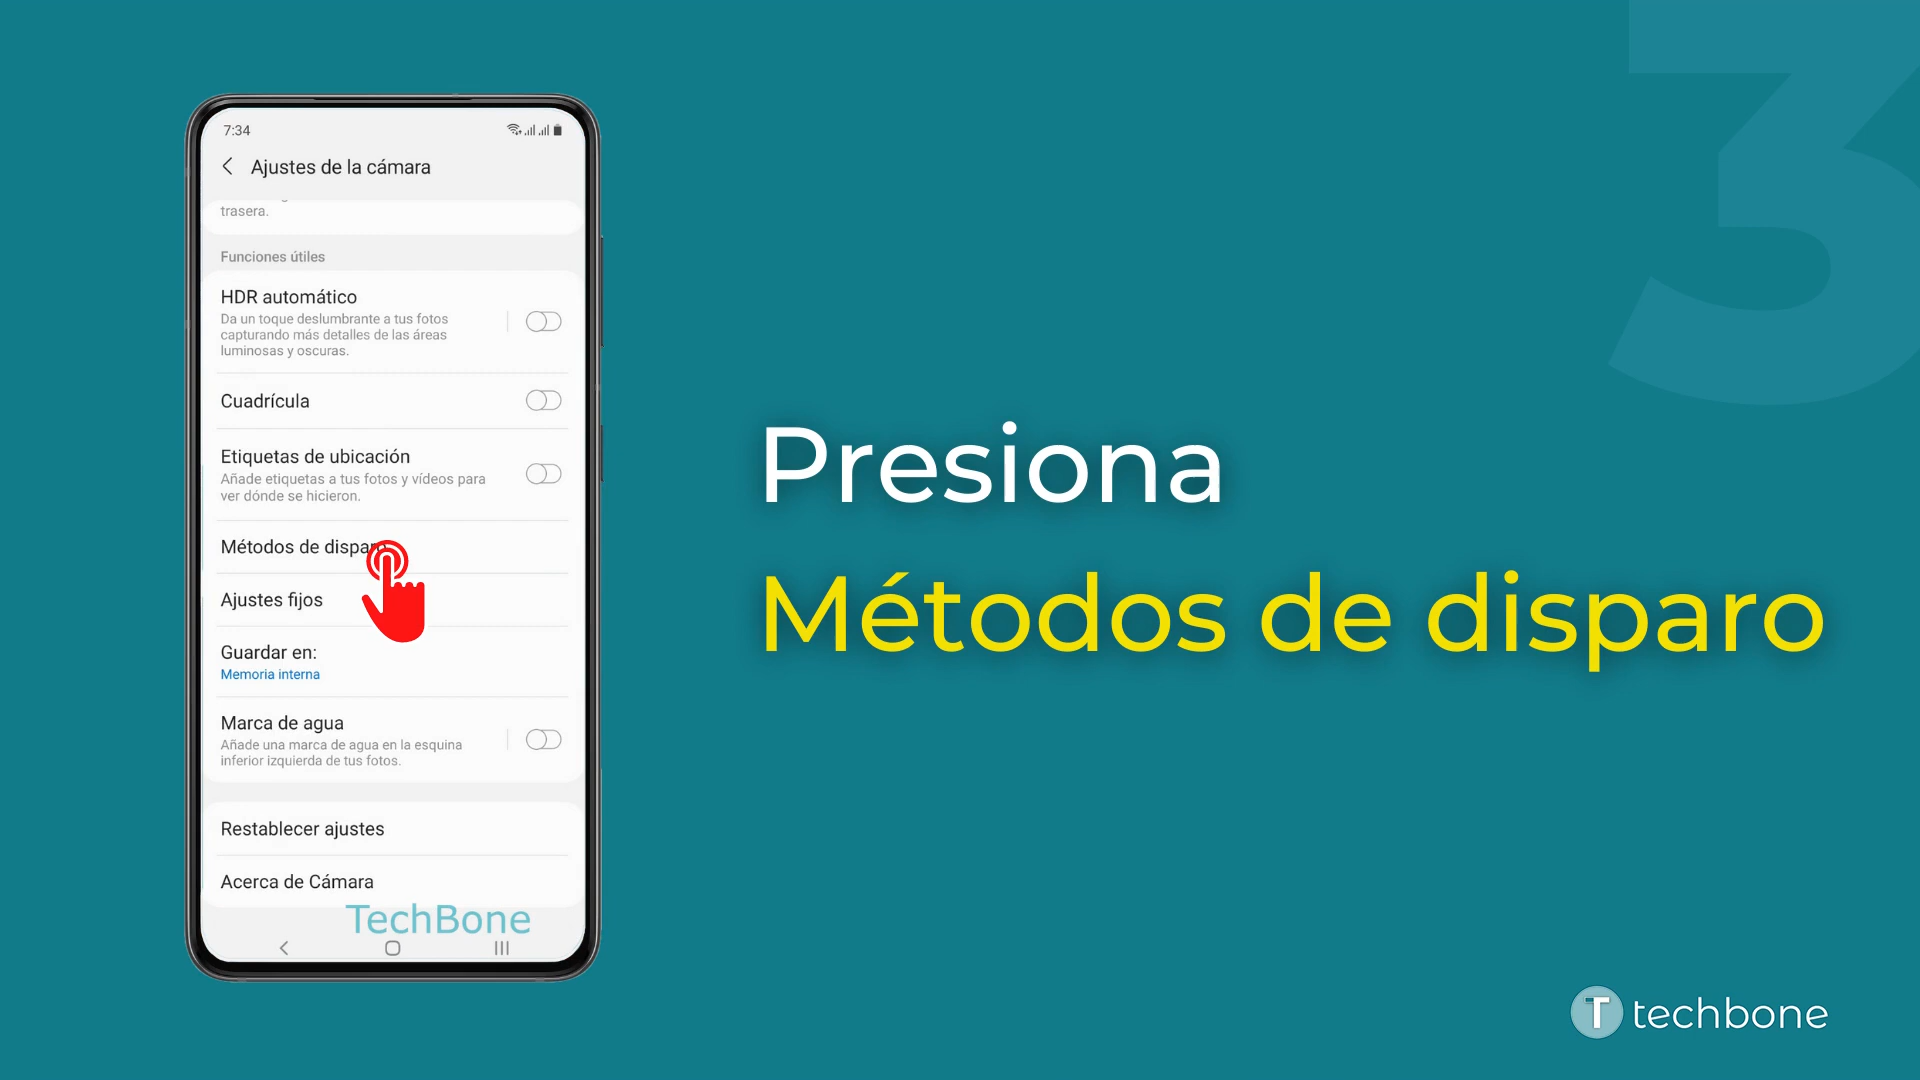 3
7:34
Ajustes de la cámara
trasera.
Funciones útiles
HDR automático
Da un toque deslumbrante a tus fotos
capturando más detalles de las áreas
luminosas y oscuras.
Cuadrícula
Etiquetas de ubicación
Añade etiquetas a tus fotos y vídeos para
ver dónde se hicieron.
Métodos de disparo
Ajustes fijos
Guardar en:
Memoria interna
Marca de agua
Añade una marca de agua en la esquina
inferior izquierda de tus fotos.
Restablecer ajustes
Acerca de Cámara
TechBone
Presiona
Métodos de disparo
T techbone